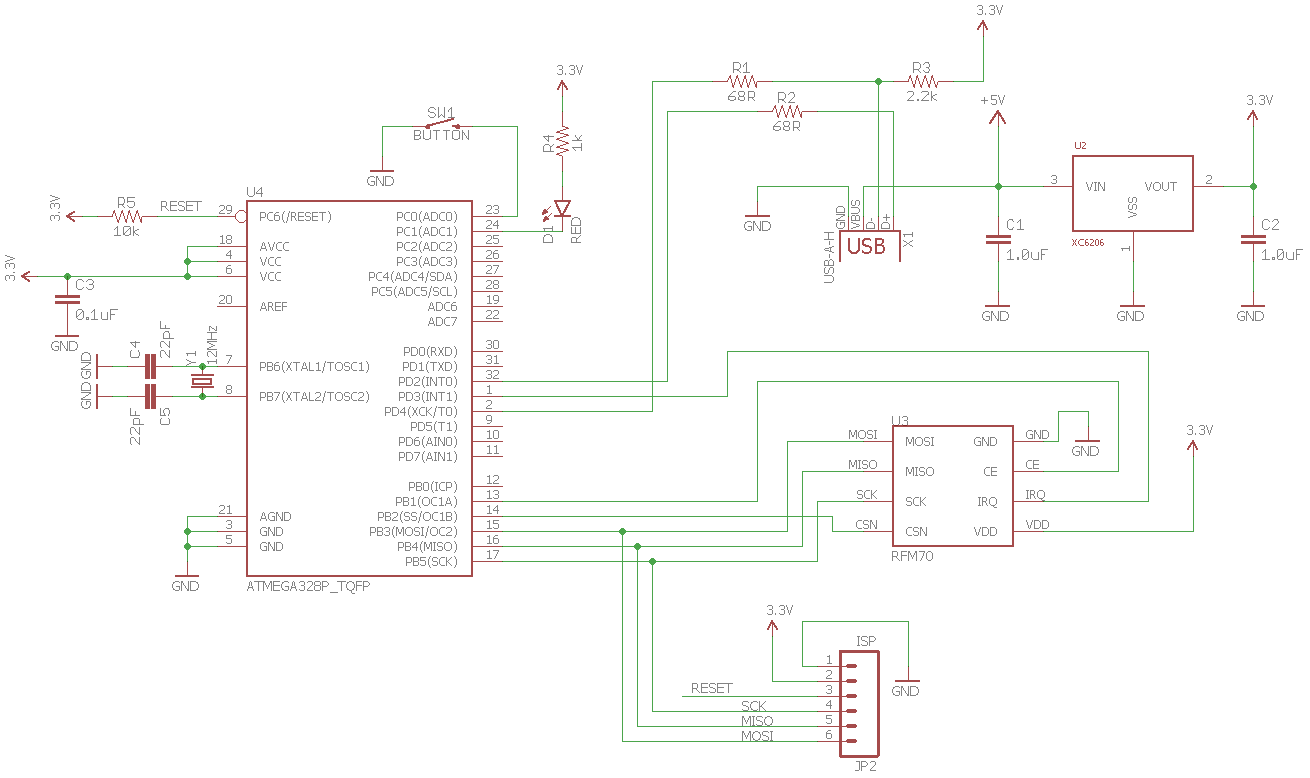 3.3V
R1
68R
R3
2.2k
R2
68R
3.3V
+5V
3.3V
SW1
BUTTON
R4
1k
GND
D1
RED
U2
3
VIN
VOUT
2
VSS
1
XC6206
C1
1.0uF
C2
1.0uF
GND
GND
GND
GND
GND
VBUS
D-
D+
USB
USB-A-H
X1
U4
3.3V
R5
10k
RESET
29
PC6(/RESET)
18
AVCC
4
VCC
6
VCC
20
AREF
7
PB6(XTAL1/TOSC1)
8
PB7(XTAL2/TOSC2)
21
AGND
3
GND
5
GND
PC0(ADC0)
23
PC1(ADC1)
24
PC2(ADC2)
25
PC3(ADC3)
26
PC4(ADC4/SDA)
27
PC5(ADC5/SCL)
28
ADC6
19
ADC7
22
PD0(RXD)
30
PD1(TXD)
31
PD2(INT0)
32
PD3(INT1)
1
PD4(XCK/T0)
2
PD5(T1)
9
PD6(AIN0)
10
PD7(AIN1)
11
PB0(ICP)
12
PB1(OC1A)
13
PB2(SS/OC1B)
14
PB3(MOSI/OC2)
15
PB4(MISO)
16
PB5(SCK)
17
ATMEGA328P_TQFP
3.3V
C3
0.1uF
GND
GND
C4
22pF
Y1
12MHz
GND
22pF
C5
GND
U3
MOSI
MOSI
GND
GND
GND
MISO
MISO
CE
CE
SCK
SCK
IRQ
IRQ
CSN
CSN
VDD
VDD
RFM70
3.3V
3.3V
ISP
1
2
RESET
3
SCK
4
MISO
5
MOSI
6
JP2
GND